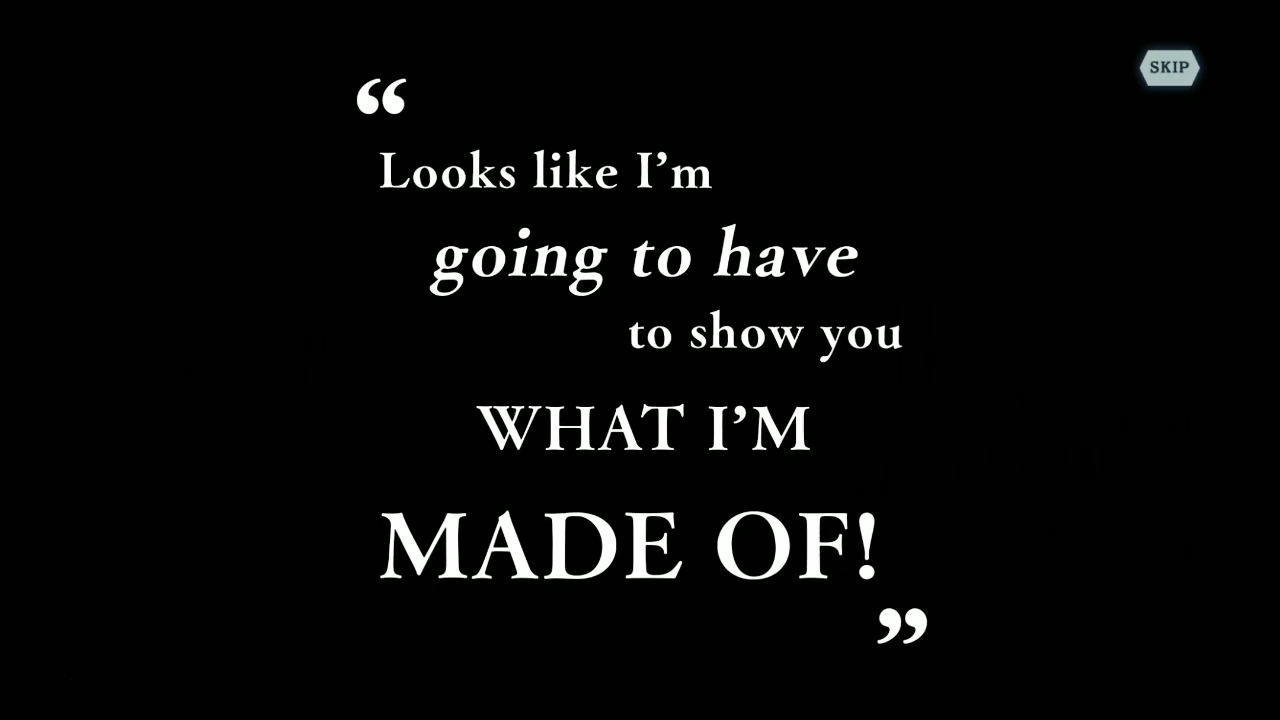 SKIP
“
Looks like I’m
going to have
to show you
WHAT I’M
MADE OF!
”